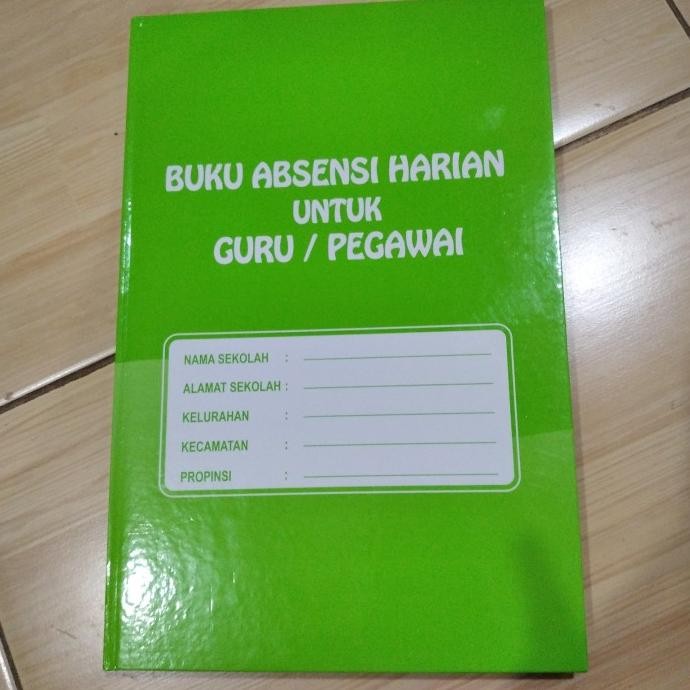 BUKU ABSENSI HARIAN
UNTUK
GURU / PEGAWAI
NAMA SEKOLAH :
ALAMAT SEKOLAH :
KELURAHAN :
KECAMATAN :
PROPINSI :